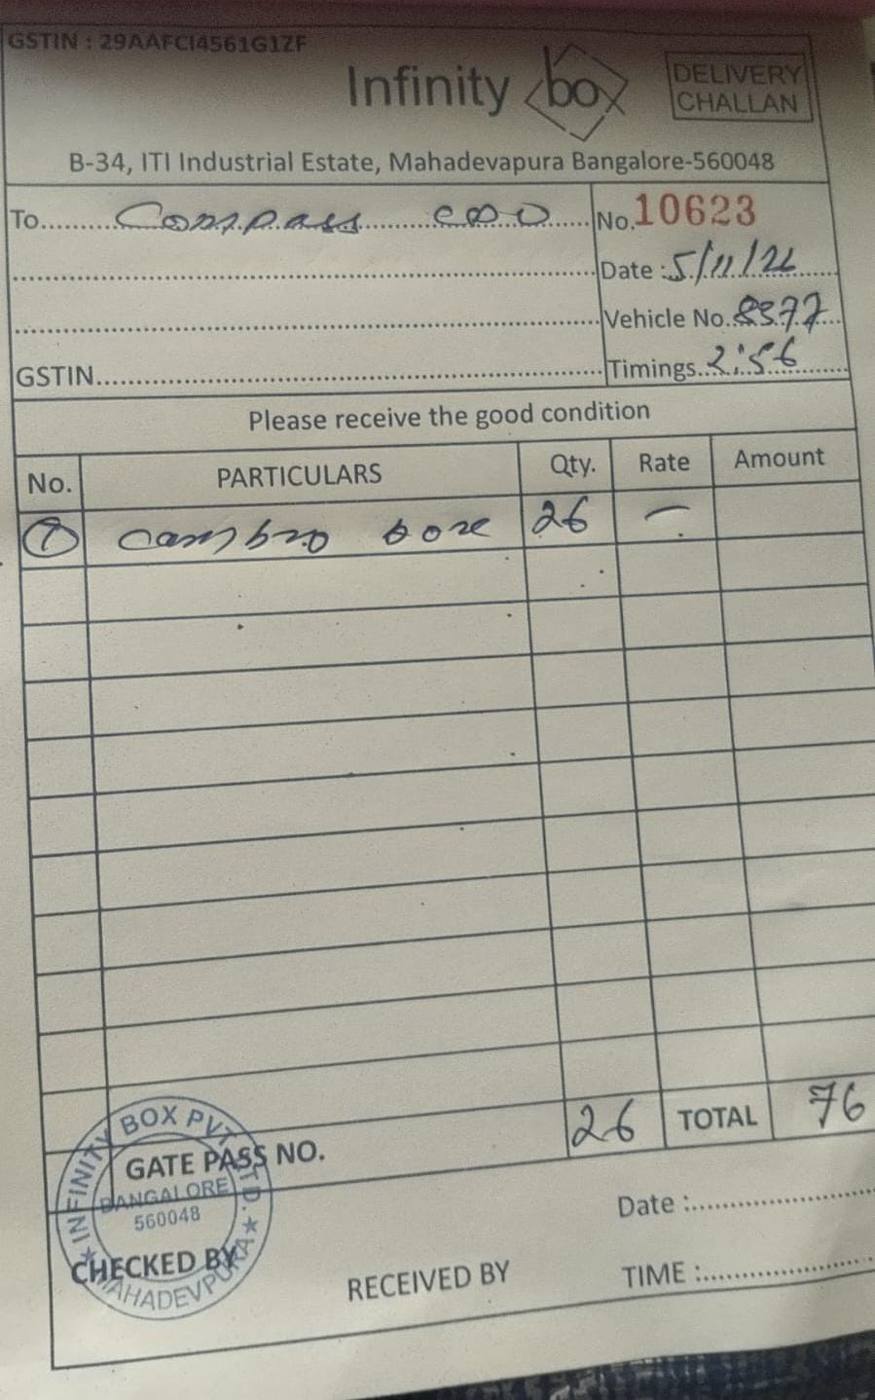 GSTIN : 29AAFCI4561G1ZF
Infinity box
DELIVERY
CHALLAN
B-34, ITI Industrial Estate, Mahadevapura Bangalore-560048
To.........Compass
No.10623
Date : 5/11/26
Vehicle No. 8377
GSTIN
Timings 2:56
Please receive the good condition
No. PARTICULARS Qty. Rate Amount
1 cambro 26 —
26 TOTAL 76
GATE PASS NO.
INFINITY BOX PVT. LTD.
BANGALORE
560048
MAHADEVPURA
Date :
CHECKED BY
RECEIVED BY
TIME :